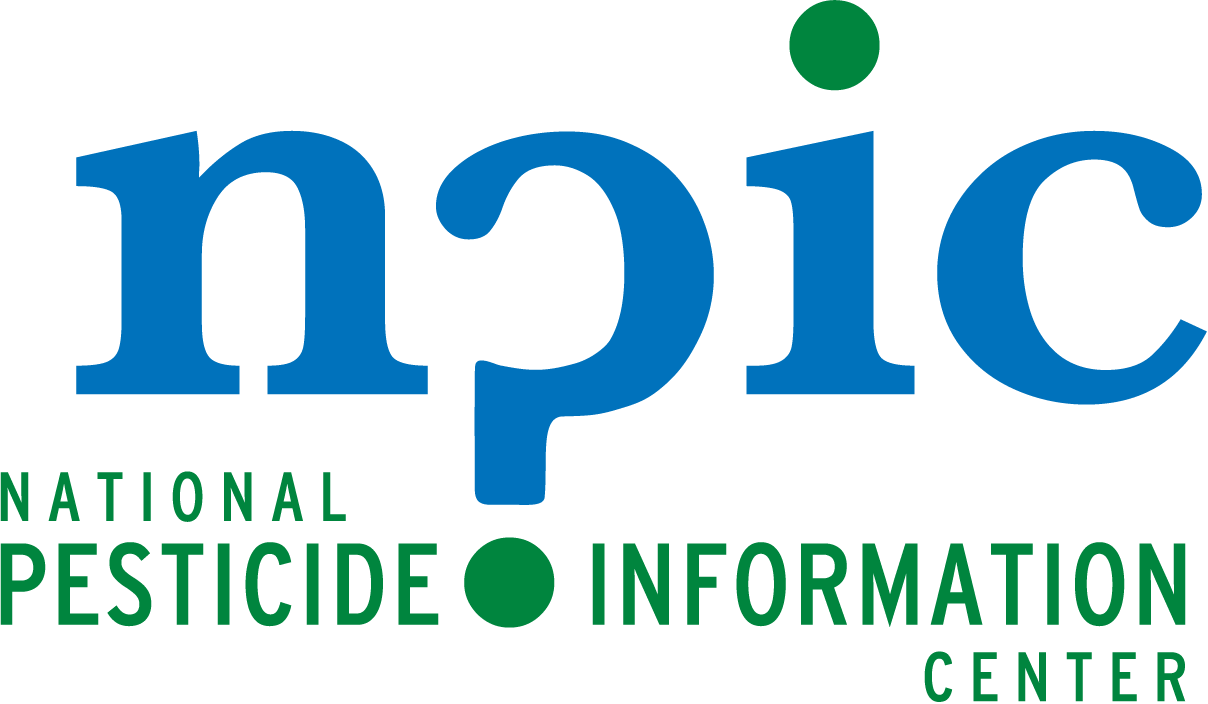 npic
NATIONAL
PESTICIDE INFORMATION
CENTER